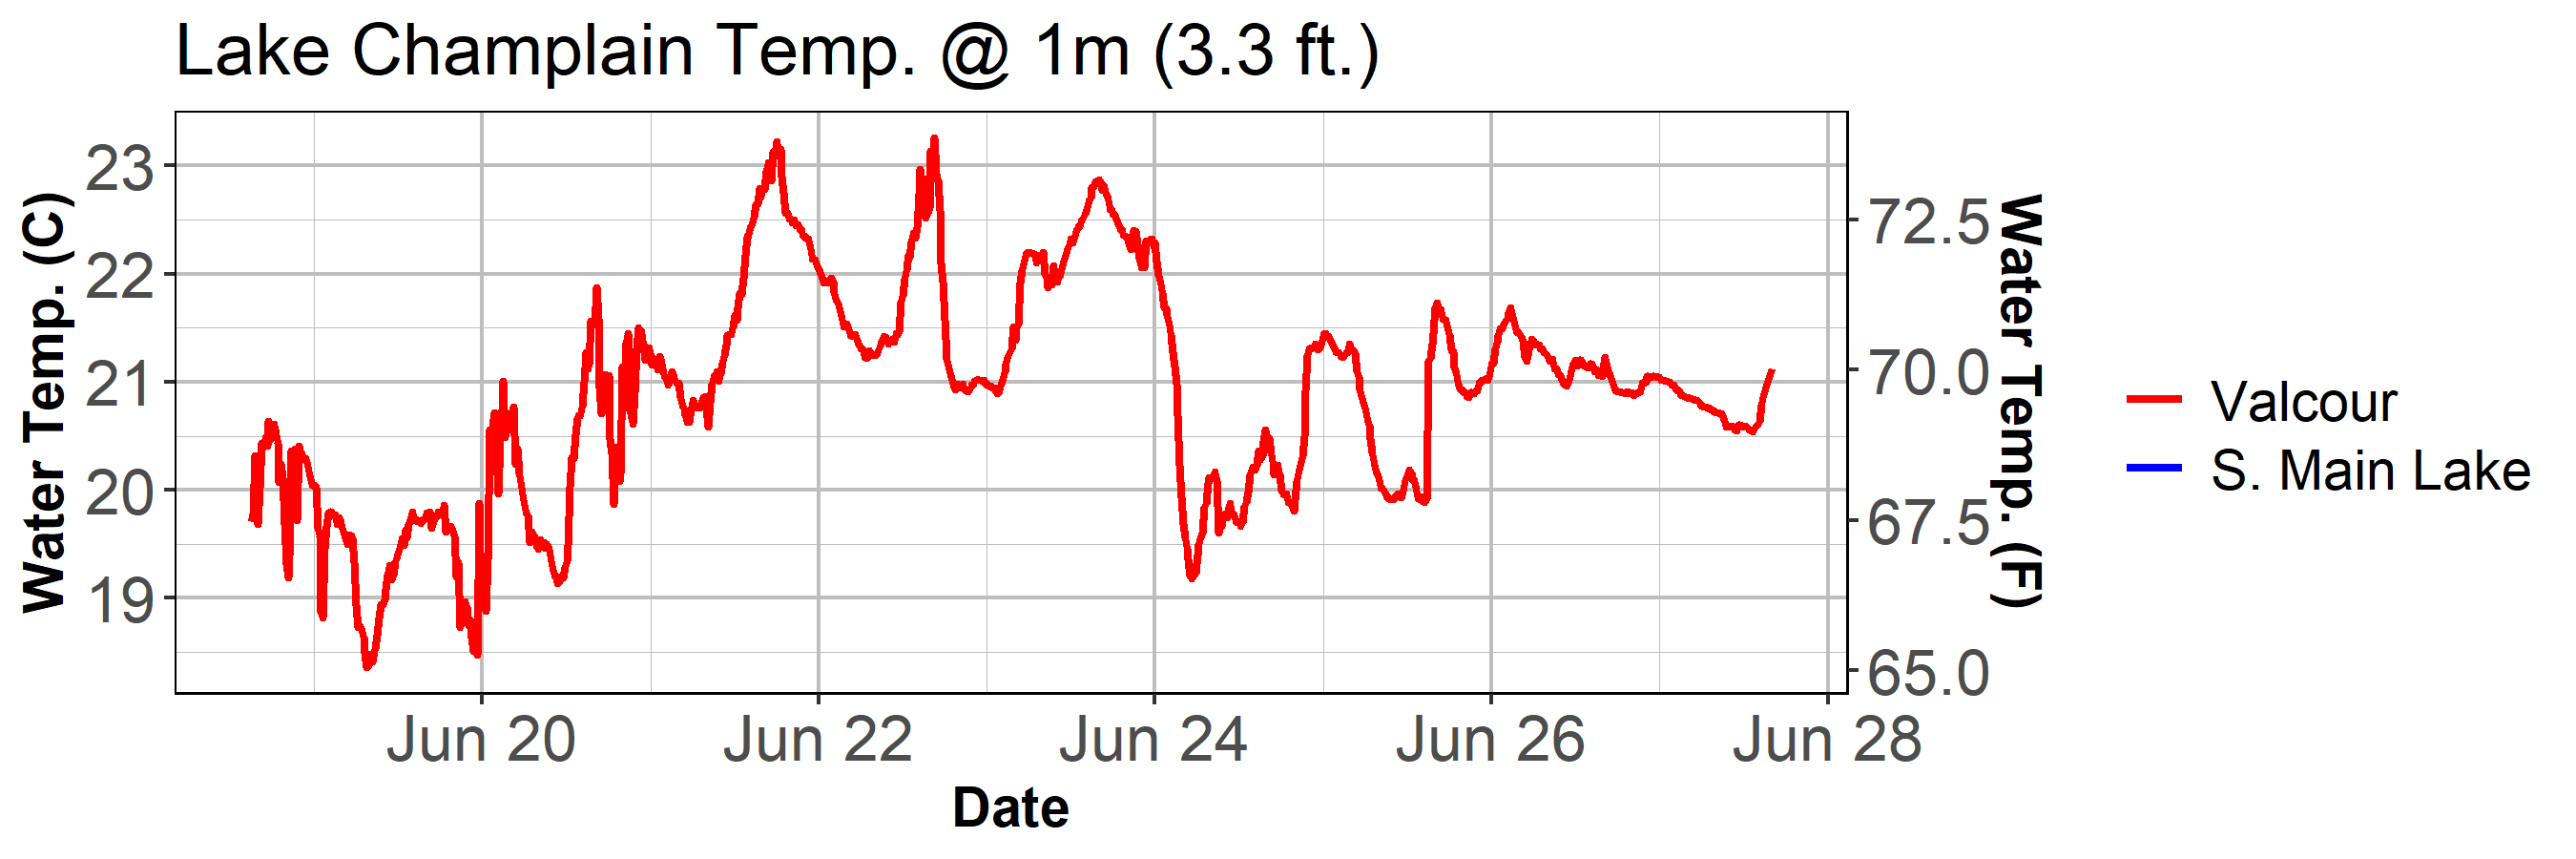 Lake Champlain Temp. @ 1m (3.3 ft.)
Water Temp. (C)
23
22
21
20
19
72.5
70.0
67.5
65.0
Water Temp. (F)
Jun 20
Jun 22
Jun 24
Jun 26
Jun 28
Date
Valcour
S. Main Lake